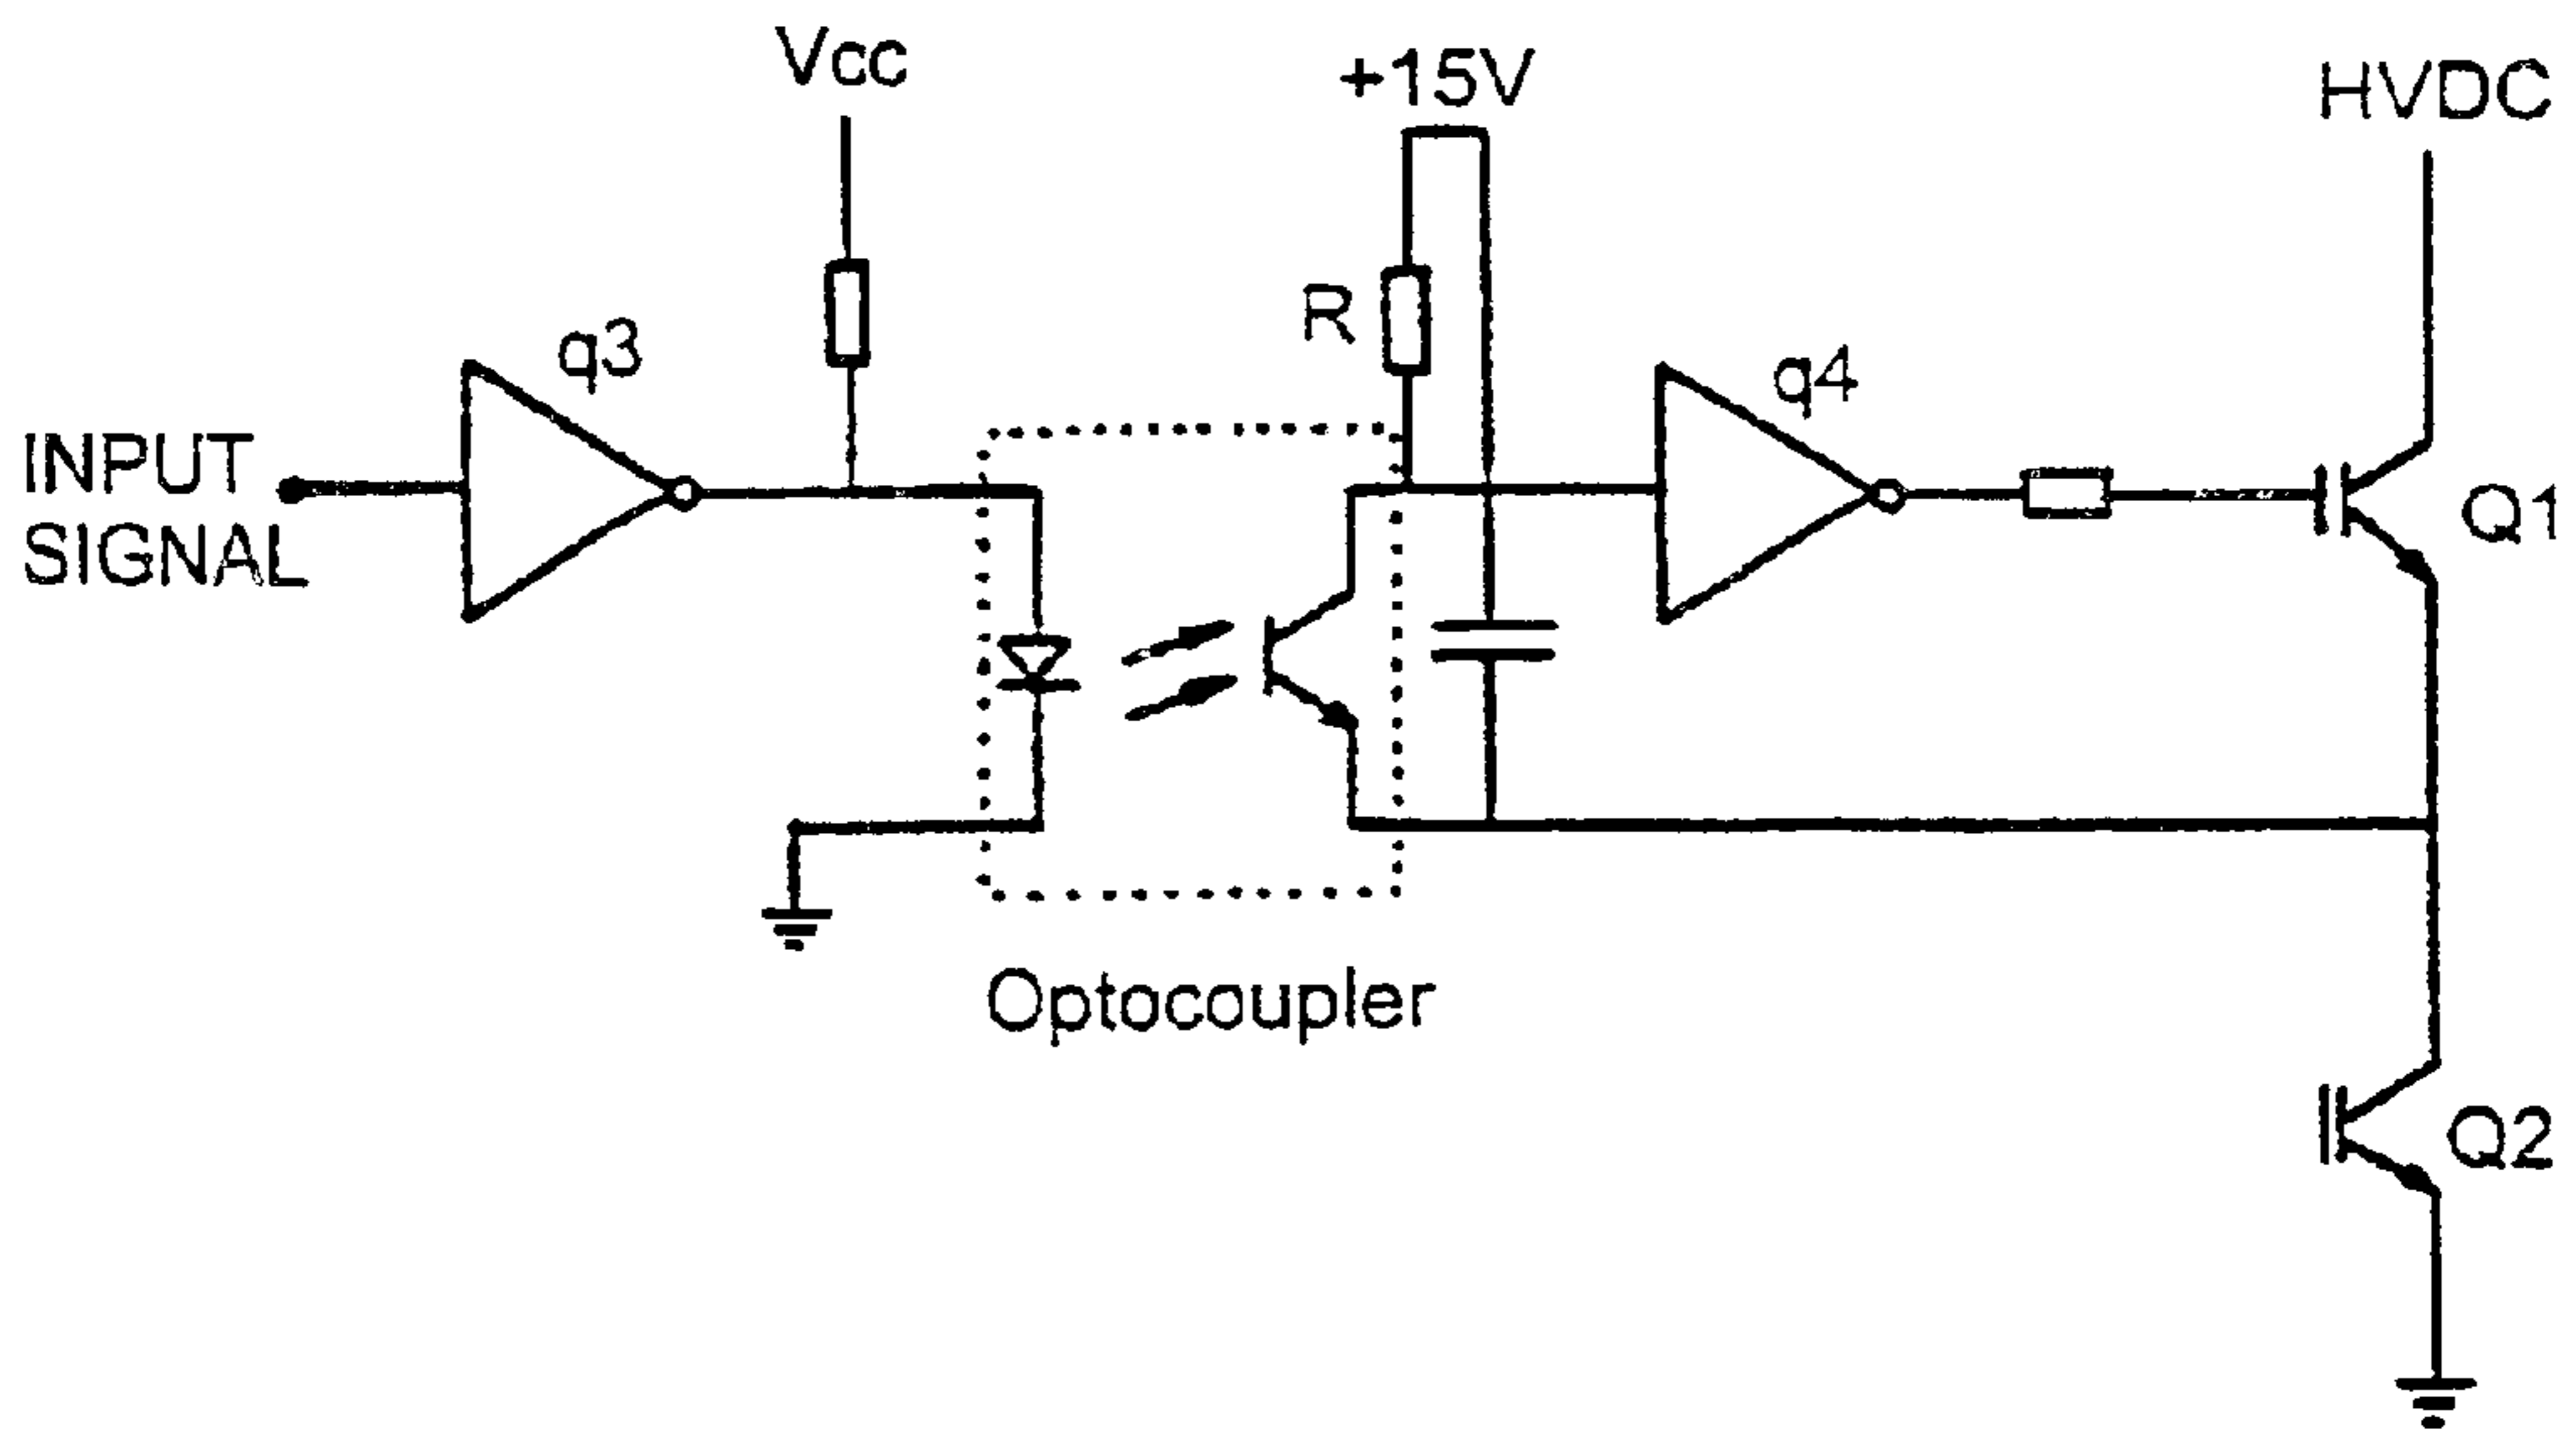 Vcc
+15V
HVDC
q3
R
q4
INPUT
SIGNAL
Q1
Optocoupler
Q2